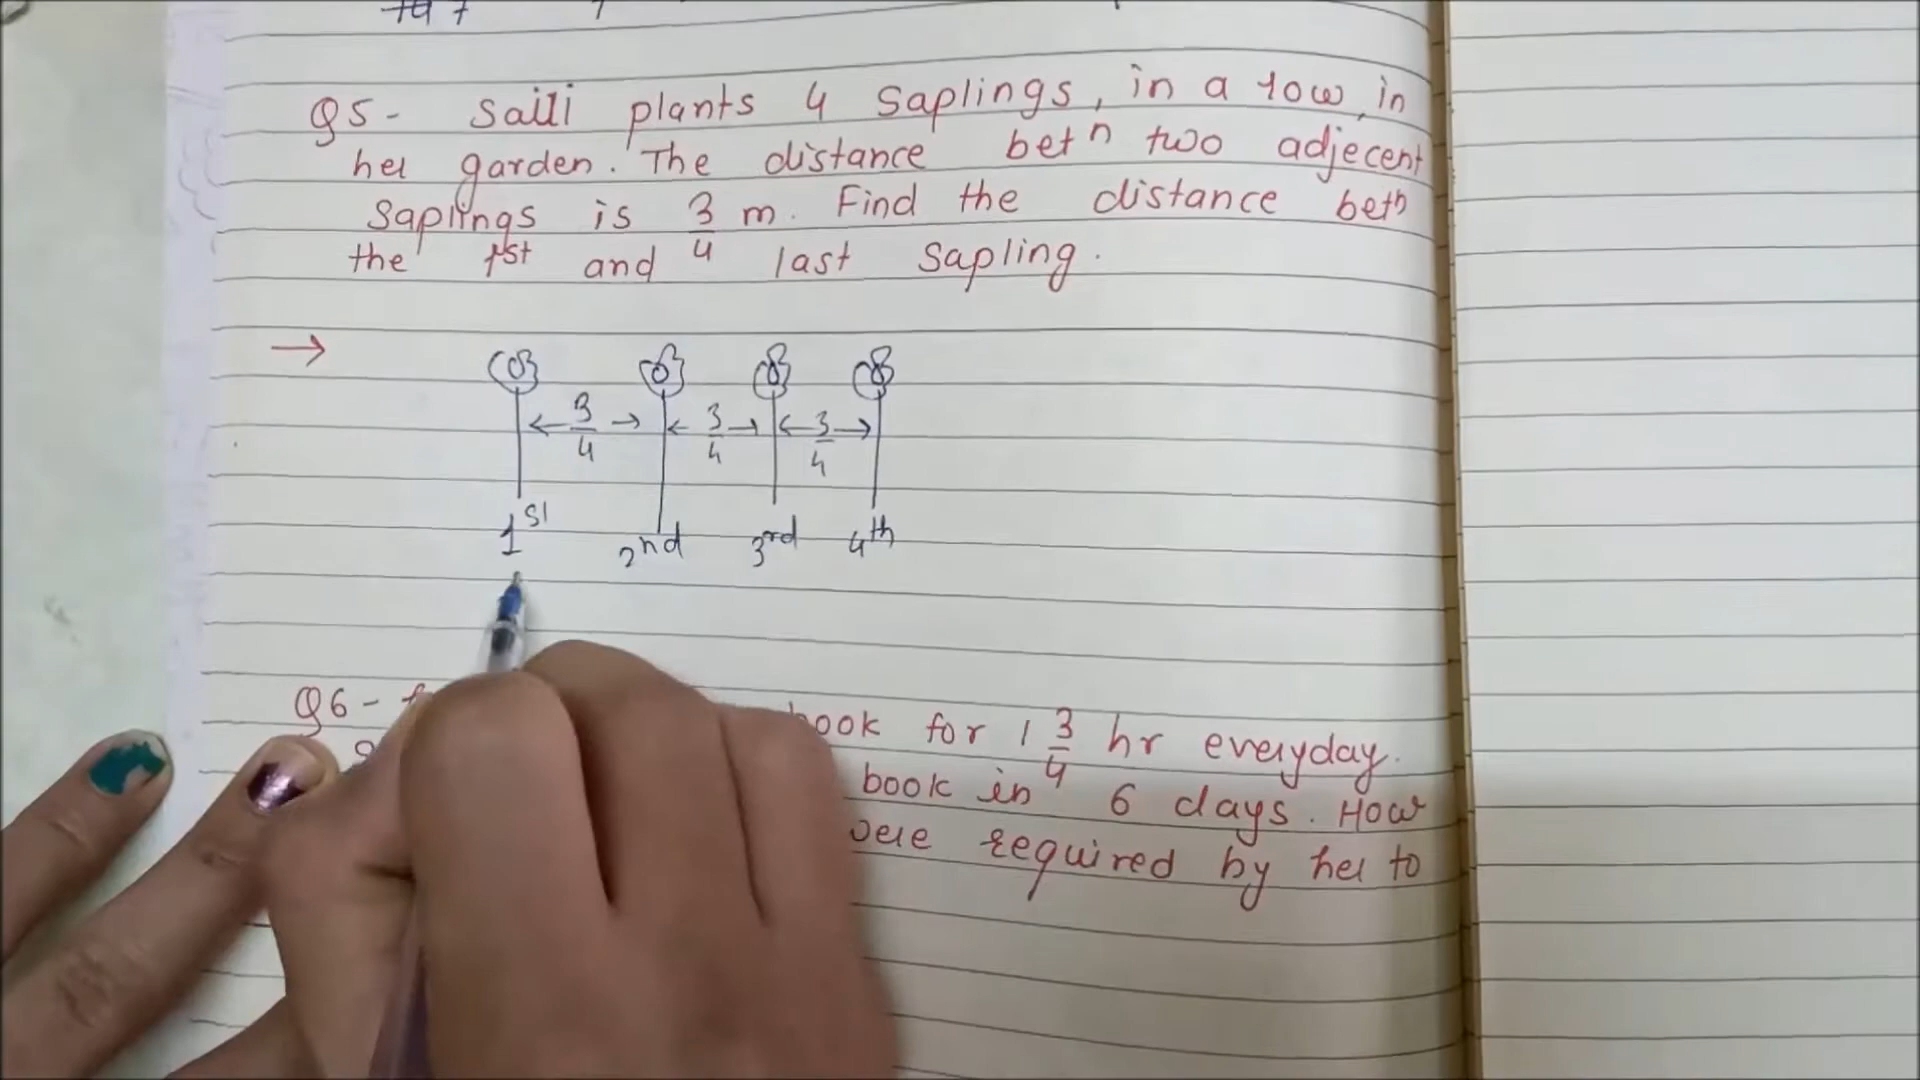 Q5- Saili plants 4 saplings, in a row, in
her garden. The distance betn two adjecent
saplings is 3/4 m. Find the distance betn
the 1st and last sapling.
→
3/4 3/4 3/4
1st 2nd 3rd 4th
Q6- book for 1 3/4 hr everyday.
book in 6 days. How
were required by her to